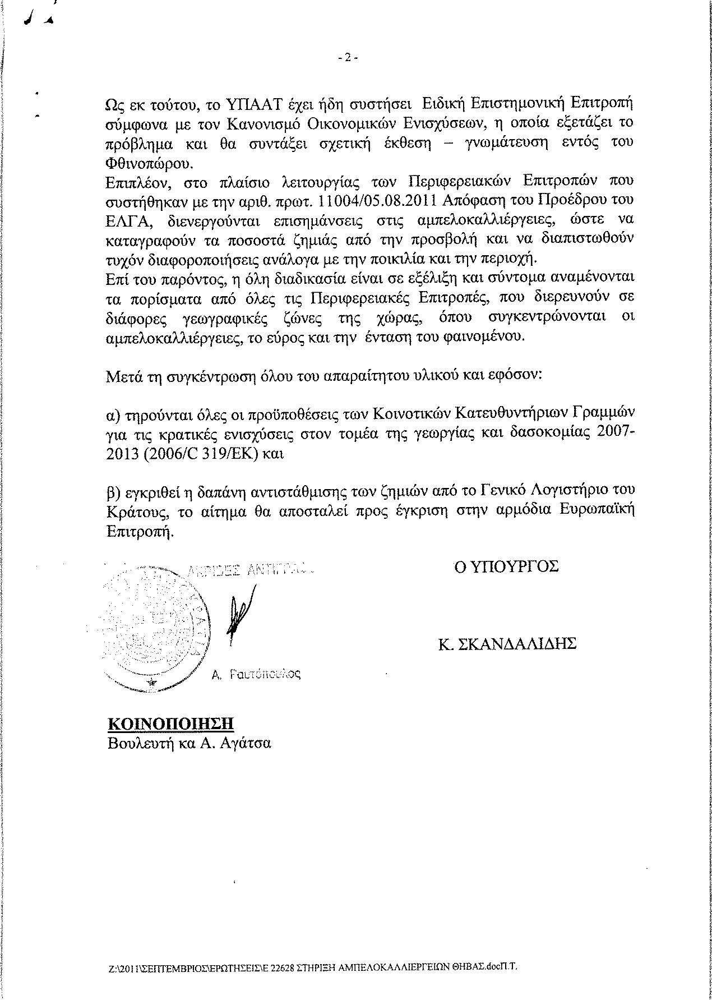 -2-
Ως εκ τούτου, το ΥΠΑΑΤ έχει ήδη συστήσει Ειδική Επιστημονική Επιτροπή
σύμφωνα με τον Κανονισμό Οικονομικών Ενισχύσεων, η οποία εξετάζει το
πρόβλημα και θα συντάξει σχετική έκθεση – γνωμάτευση εντός του
Φθινοπώρου.
Επιπλέον, στο πλαίσιο λειτουργίας των Περιφερειακών Επιτροπών που
συστήθηκαν με την αριθ. πρωτ. 11004/05.08.2011 Απόφαση του Προέδρου του
ΕΛΓΑ, διενεργούνται επισημάνσεις στις αμπελοκαλλιέργειες, ώστε να
καταγραφούν τα ποσοστά ζημιάς από την προσβολή και να διαπιστωθούν
τυχόν διαφοροποιήσεις ανάλογα με την ποικιλία και την περιοχή.
Επί του παρόντος, η όλη διαδικασία είναι σε εξέλιξη και σύντομα αναμένονται
τα πορίσματα από όλες τις Περιφερειακές Επιτροπές, που διερευνούν σε
διάφορες γεωγραφικές ζώνες της χώρας, όπου συγκεντρώνονται οι
αμπελοκαλλιέργειες, το εύρος και την ένταση του φαινομένου.
Μετά τη συγκέντρωση όλου του απαραίτητου υλικού και εφόσον:
α) τηρούνται όλες οι προϋποθέσεις των Κοινοτικών Κατευθυντήριων Γραμμών
για τις κρατικές ενισχύσεις στον τομέα της γεωργίας και δασοκομίας 2007-
2013 (2006/C 319/ΕΚ) και
β) εγκριθεί η δαπάνη αντιστάθμισης των ζημιών από το Γενικό Λογιστήριο του
Κράτους, το αίτημα θα αποσταλεί προς έγκριση στην αρμόδια Ευρωπαϊκή
Επιτροπή.
ΑΚΡΙΒΕΣ ΑΝΤΙΓΡΑΦΟ
Ο ΥΠΟΥΡΓΟΣ
Κ. ΣΚΑΝΔΑΛΙΔΗΣ
Α. Ραυτόπουλος
ΚΟΙΝΟΠΟΙΗΣΗ
Βουλευτή κα Α. Αγάτσα
Z:\2011\ΣΕΠΤΕΜΒΡΙΟΣ\ΕΡΩΤΗΣΕΙΣ\Ε 22628 ΣΤΗΡΙΞΗ ΑΜΠΕΛΟΚΑΛΛΙΕΡΓΕΙΩΝ ΘΗΒΑΣ.docΠ.Τ.